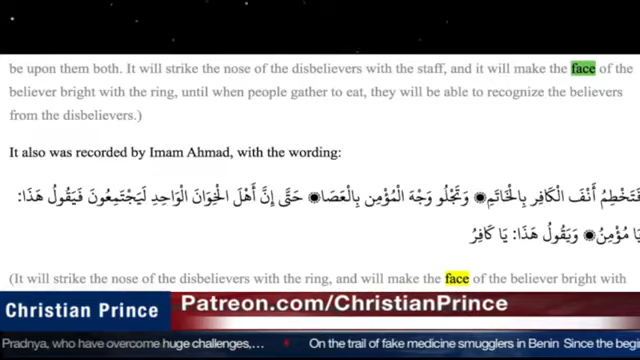 be upon them both. It will strike the nose of the disbelievers with the staff, and it will make the face of the
believer bright with the ring, until when people gather to eat, they will be able to recognize the believers
from the disbelievers.)
It also was recorded by Imam Ahmad, with the wording:
فَتَخْطِمُ أَنْفَ الْكَافِرِ بِالْخَاتَمِ وَتَجْلُو وَجْهَ الْمُؤْمِنِ بِالْعَصَا حَتَّى إِنَّ أَهْلَ الْخِوَانِ الْوَاحِدِ لَيَجْتَمِعُونَ فَيَقُولُ هَذَا:
يَا مُؤْمِنُ وَيَقُولُ هَذَا: يَا كَافِرُ
(It will strike the nose of the disbelievers with the ring, and will make the face of the believer bright with
Christian Prince Patreon.com/ChristianPrince
Pradnya, who have overcome huge challenges,… On the trail of fake medicine smugglers in Benin Since the begi